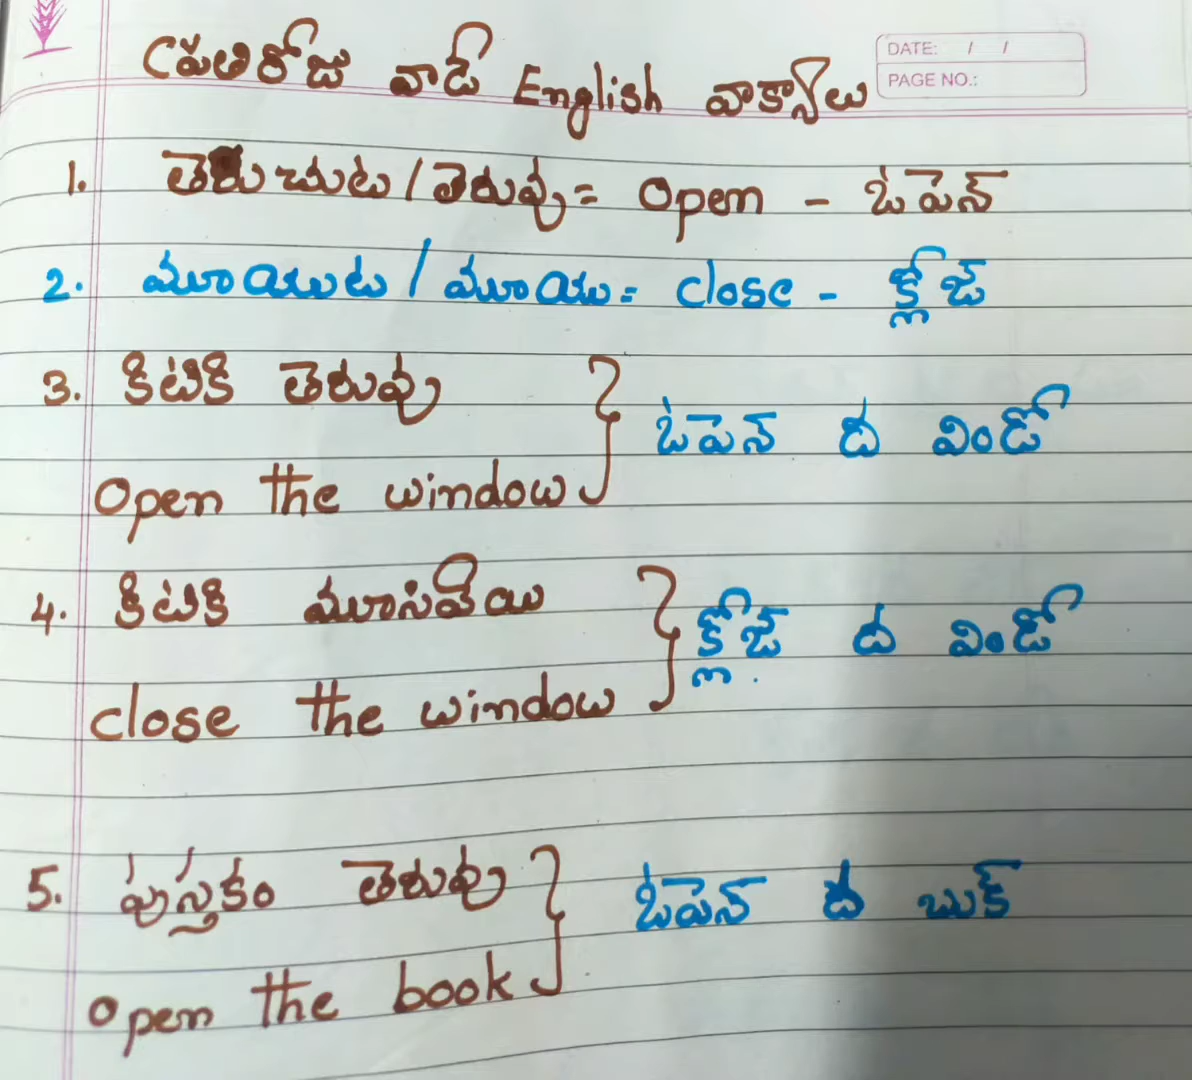 ప్రతిరోజు వాడే English వాక్యాలు
DATE: / /
PAGE NO.:
1. తెరుచుట / తెరువు = Open - ఓపెన్
2. మూయుట / మూయు = close - క్లోజ్
3. కిటికి తెరువు
Open the window } ఓపెన్ ద విండో
4. కిటికి మూసివేయి
close the window } క్లోజ్ ద విండో
5. పుస్తకం తెరువు
Open the book } ఓపెన్ ద బుక్